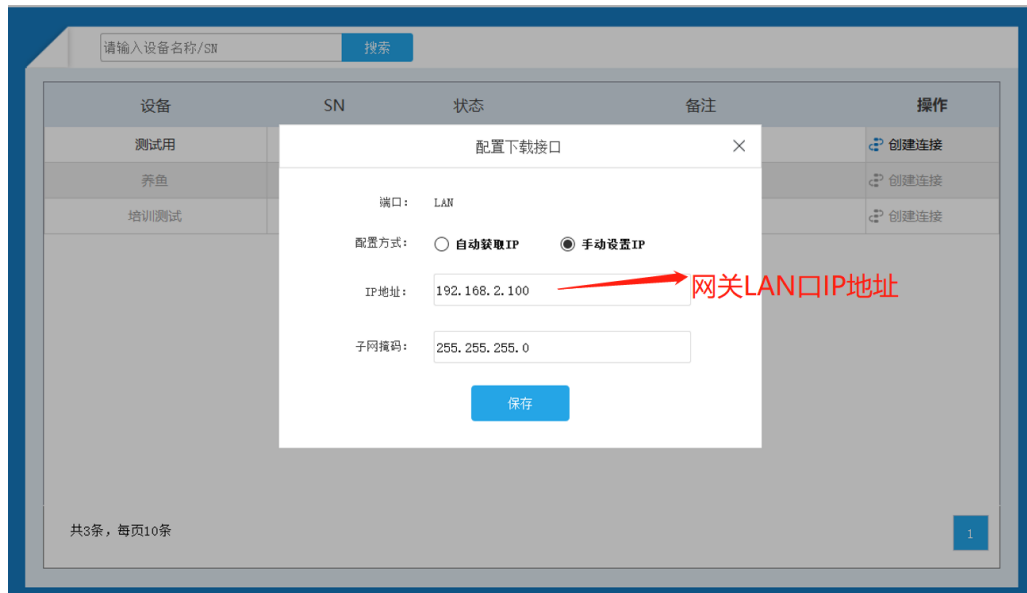 请输入设备名称/SN 搜索
设备 SN 状态 备注 操作
测试用 创建连接
养鱼 创建连接
培训测试 创建连接
配置下载接口
端口: LAN
配置方式: 自动获取IP 手动设置IP
IP地址: 192.168.2.100 网关LAN口IP地址
子网掩码: 255.255.255.0
保存
共3条，每页10条 1